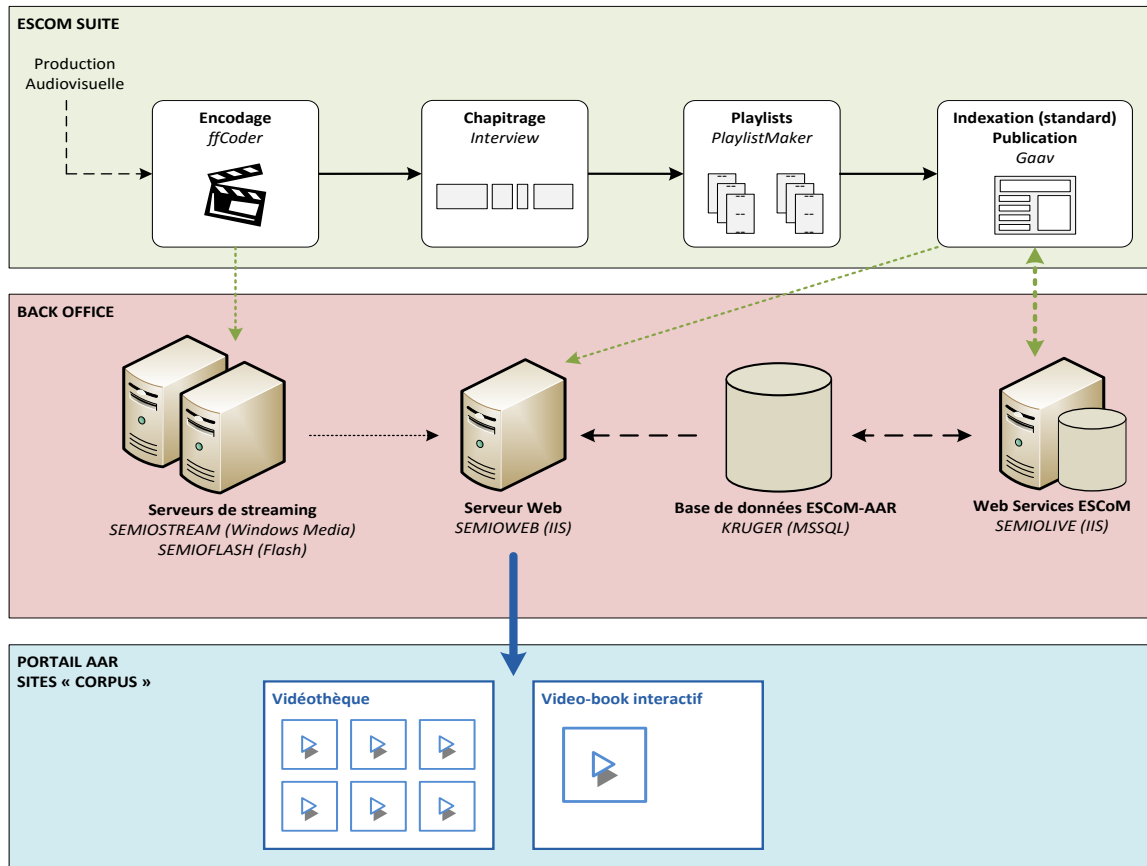 ESCOM SUITE
Production
Audiovisuelle
Encodage
ffCoder
Chapitrage
Interview
Playlists
PlaylistMaker
Indexation (standard)
Publication
Gaav
BACK OFFICE
Serveurs de streaming
SEMIOSTREAM (Windows Media)
SEMIOFLASH (Flash)
Serveur Web
SEMIOWEB (IIS)
Base de données ESCoM-AAR
KRUGER (MSSQL)
Web Services ESCoM
SEMIOLIVE (IIS)
PORTAIL AAR
SITES « CORPUS »
Vidéothèque
Video-book interactif